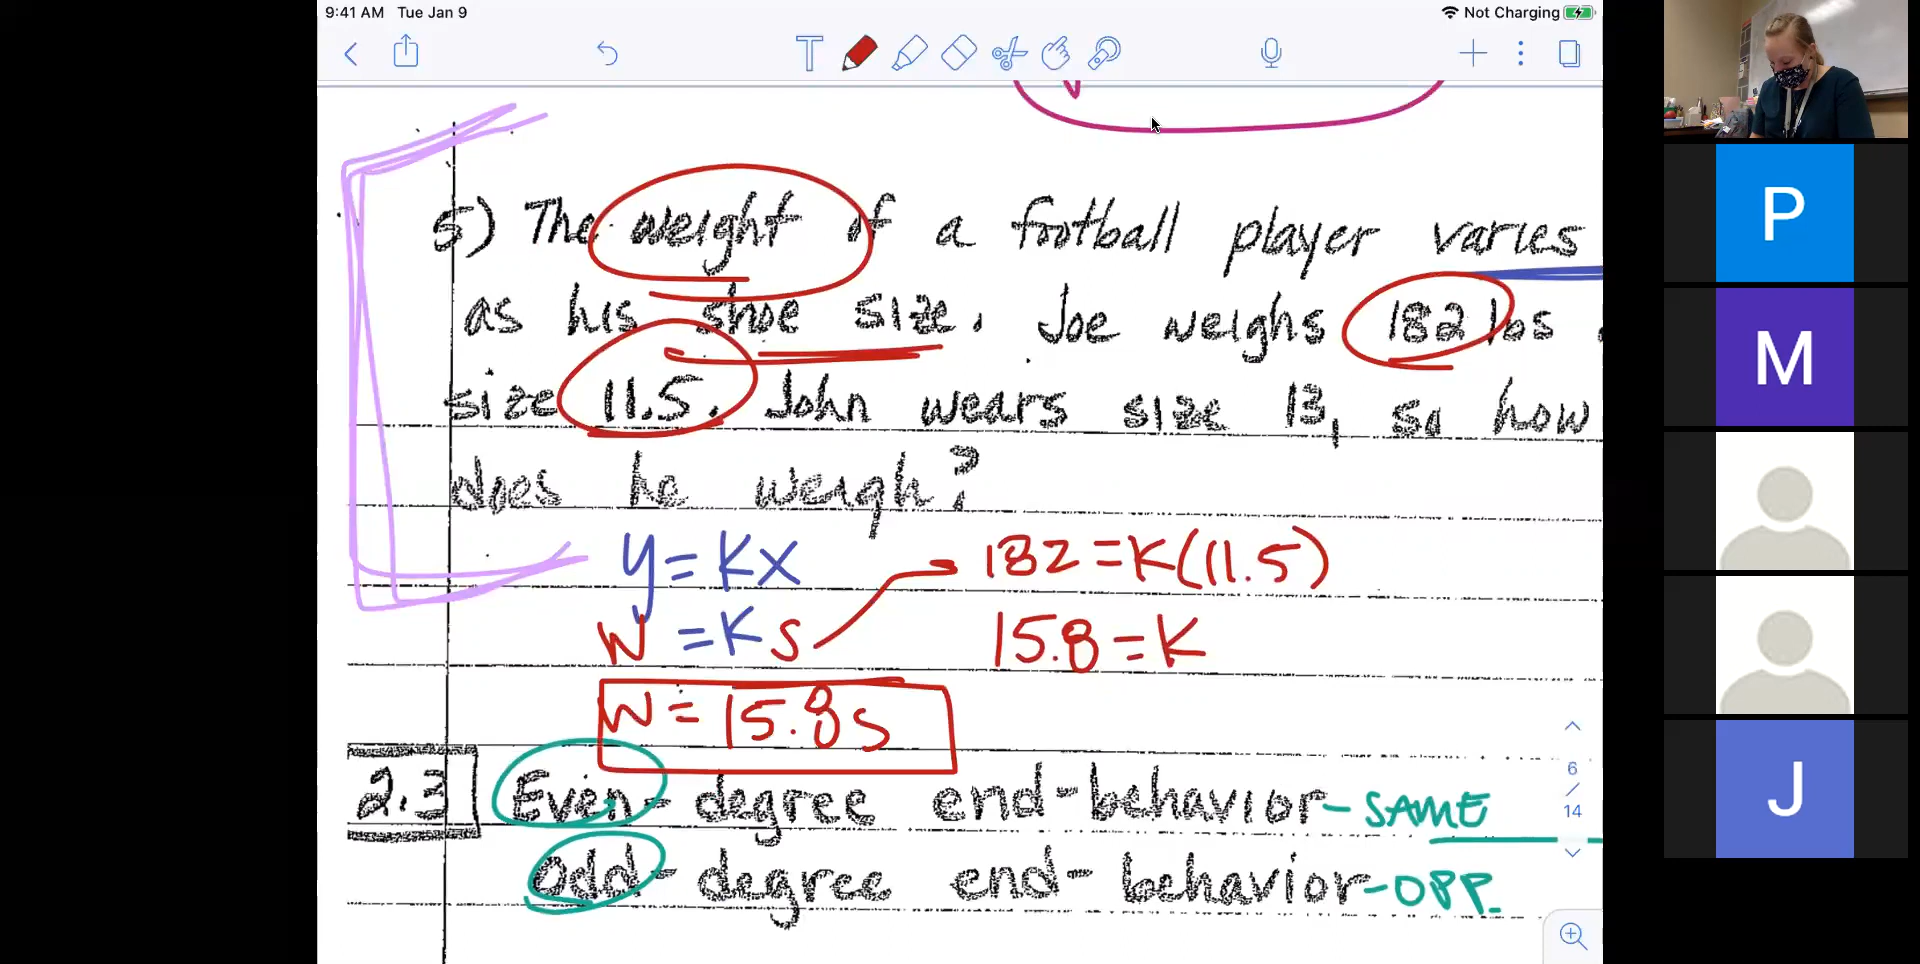 9:41 AM Tue Jan 9
Not Charging
5) The weight of a football player varies
as his shoe size. Joe weighs 182 lbs
size 11.5. John wears size 13, so how
does he weigh?
y = Kx
182 = K(11.5)
W = KS
15.8 = K
W = 15.8S
2.3 Even-degree end-behavior - SAME
Odd-degree end-behavior - OPP.
6
/
14
P
M
J